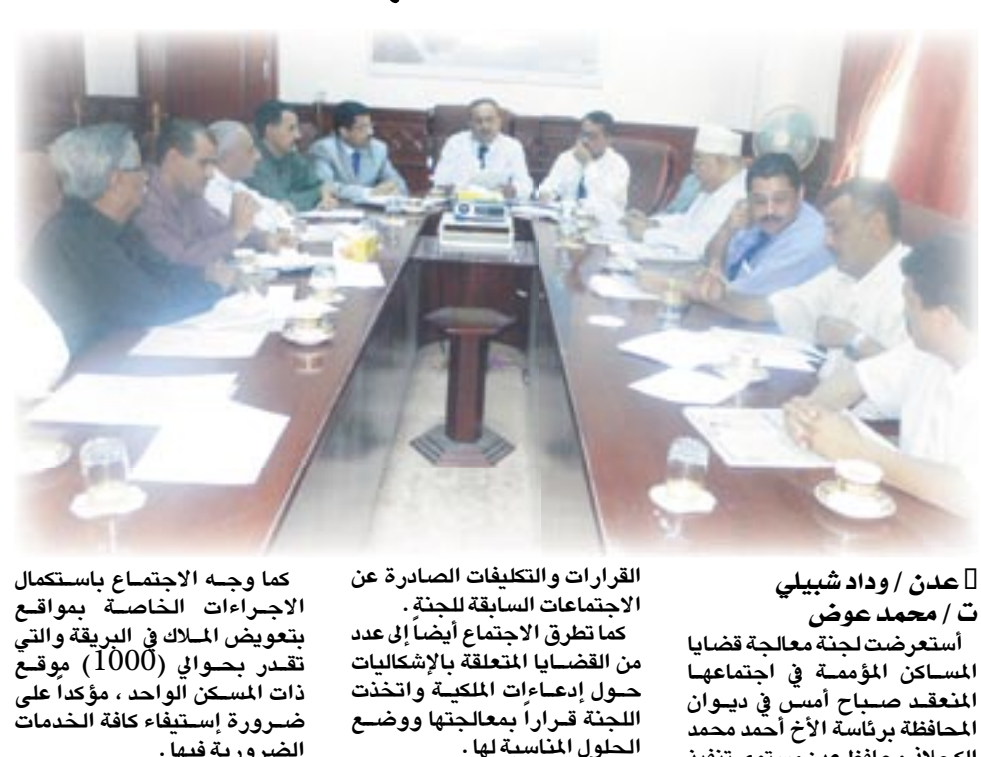 عدن / وداد شبيلي
ت / محمد عوض
أستعرضت لجنة معالجة قضايا
المساكن المؤممة في اجتماعها
المنعقد صباح أمس في ديوان
المحافظة برئاسة الأخ أحمد محمد
القرارات والتكليفات الصادرة عن
الاجتماعات السابقة للجنة .
كما تطرق الاجتماع أيضاً إلى عدد
من القضايا المتعلقة بالإشكاليات
حول إدعاءات الملكية واتخذت
اللجنة قراراً بمعالجتها ووضع
الحلول المناسبة لها .
كما وجه الاجتماع باستكمال
الاجراءات الخاصة بمواقع
بتعويض الملاك في البريقة والتي
تقدر بحوالي (1000) موقع
ذات المسكن الواحد ، مؤكداً على
ضرورة إستيفاء كافة الخدمات
الضرورية فيها .